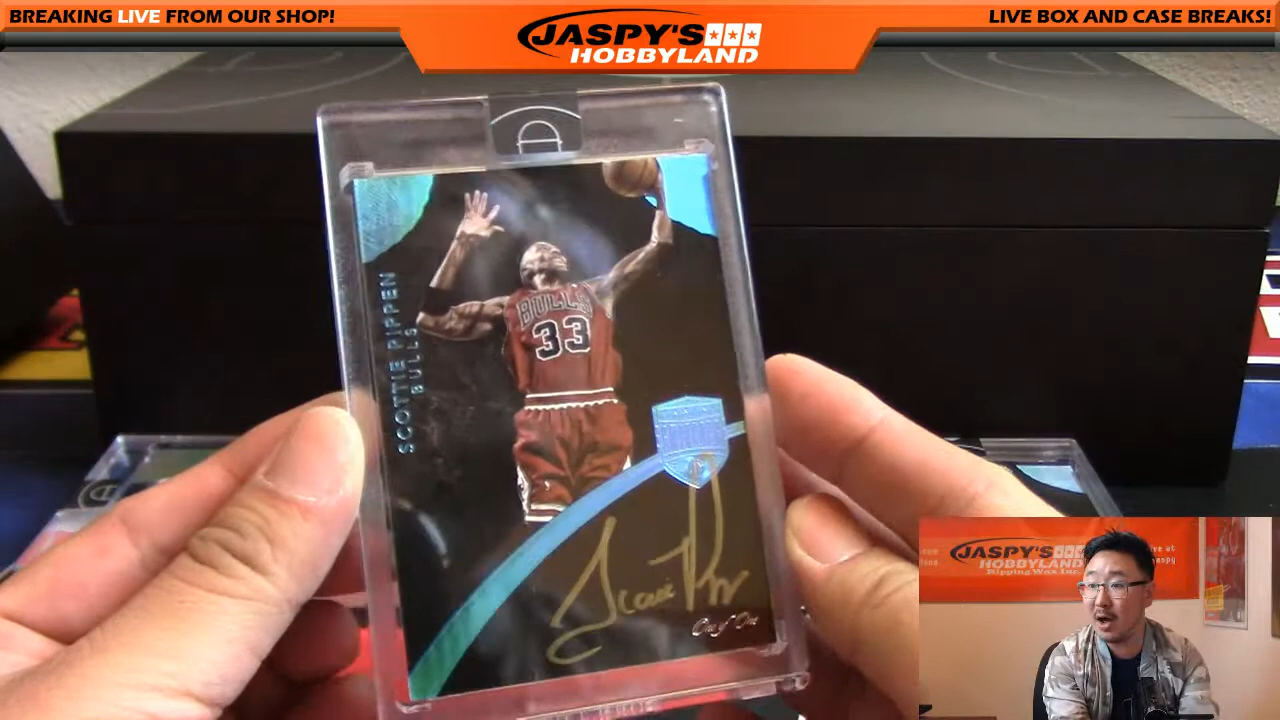 BREAKING LIVE FROM OUR SHOP!
JASPY'S
HOBBYLAND
LIVE BOX AND CASE BREAKS!
SCOTTIE PIPPEN
BULLS
BULLS
33
One of One
JASPY'S
HOBBYLAND
Ripping Wax Inc.